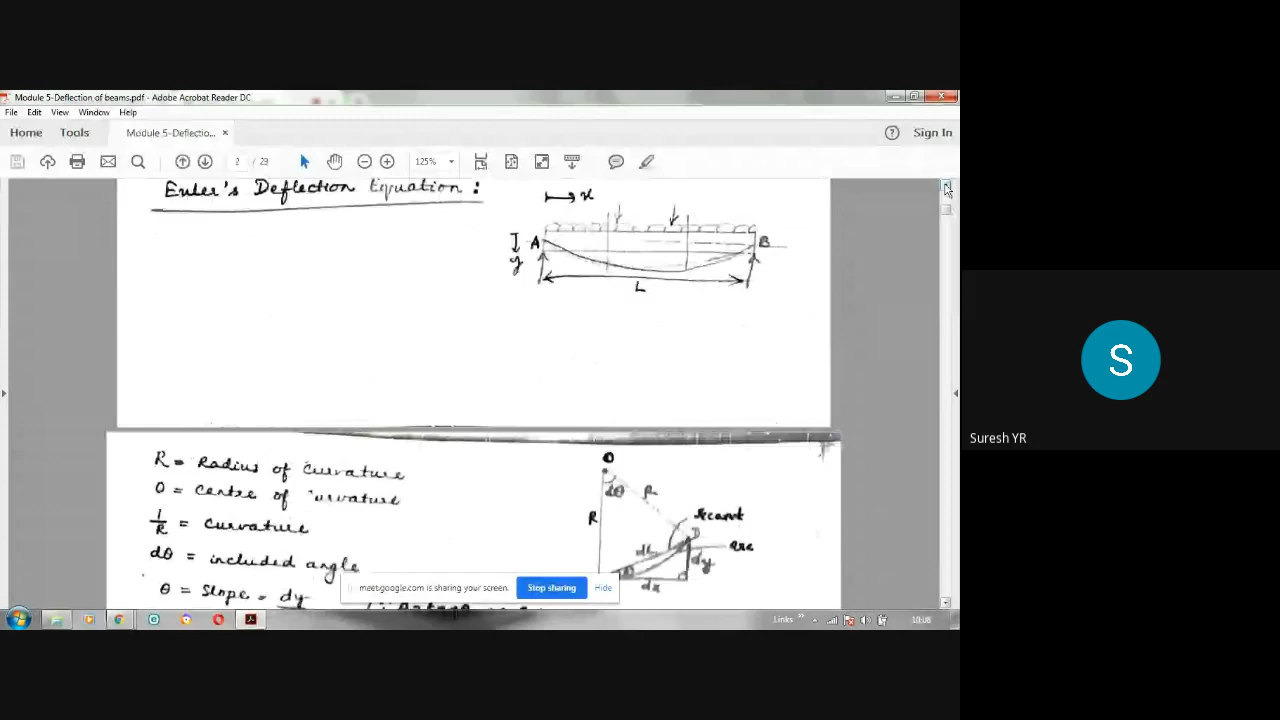 Module 5-Deflection of beams.pdf - Adobe Acrobat Reader DC
File Edit View Window Help
Home Tools Module 5-Deflectio... × Sign In
2 / 23 125%
Euler's Deflection Equation :
x
A B
y
L
R = Radius of curvature
O = Centre of curvature
1/R = curvature
dθ = included angle
θ = Slope = dy
O
dθ R
R
secant
D
dL arc
θ dy
dx
meet.google.com is sharing your screen. Stop sharing Hide
Links 10:08
S
Suresh YR